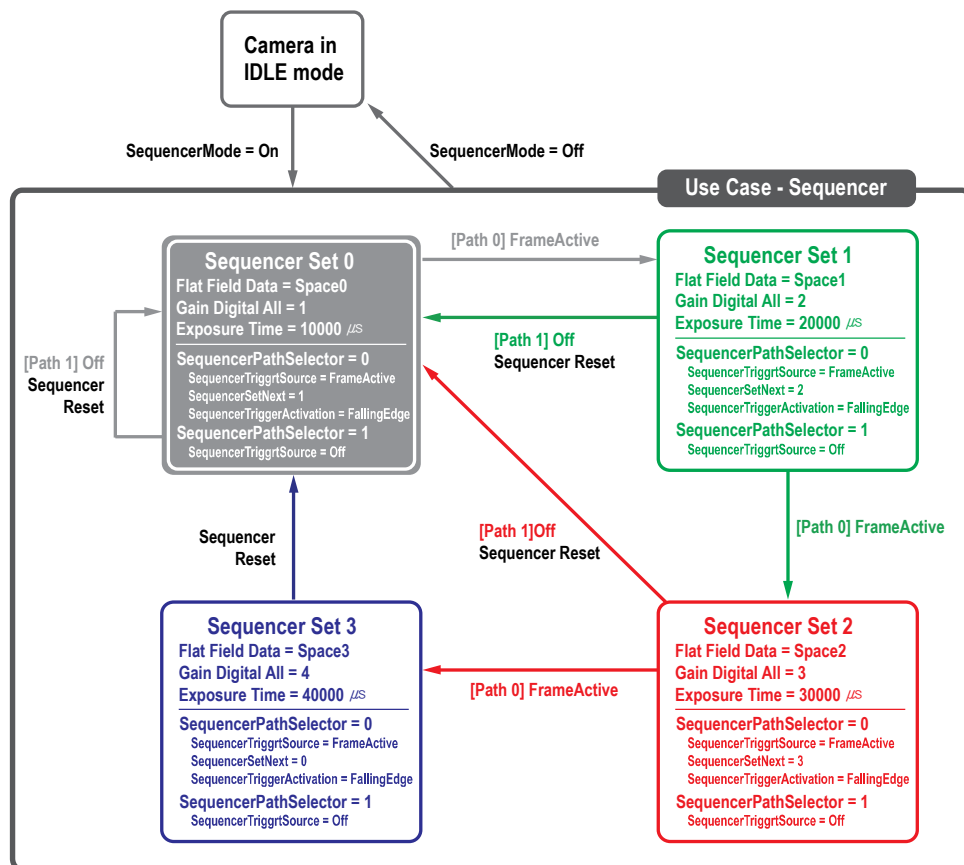 Camera in
IDLE mode
SequencerMode = On
SequencerMode = Off
Use Case - Sequencer
Sequencer Set 0
Flat Field Data = Space0
Gain Digital All = 1
Exposure Time = 10000 ㎲
SequencerPathSelector = 0
SequencerTriggrtSource = FrameActive
SequencerSetNext = 1
SequencerTriggerActivation = FallingEdge
SequencerPathSelector = 1
SequencerTriggrtSource = Off
[Path 0] FrameActive
Sequencer Set 1
Flat Field Data = Space1
Gain Digital All = 2
Exposure Time = 20000 ㎲
SequencerPathSelector = 0
SequencerTriggrtSource = FrameActive
SequencerSetNext = 2
SequencerTriggerActivation = FallingEdge
SequencerPathSelector = 1
SequencerTriggrtSource = Off
[Path 1] Off
Sequencer Reset
[Path 1] Off
Sequencer
Reset
[Path 0] FrameActive
[Path 1]Off
Sequencer Reset
Sequencer
Reset
Sequencer Set 3
Flat Field Data = Space3
Gain Digital All = 4
Exposure Time = 40000 ㎲
SequencerPathSelector = 0
SequencerTriggrtSource = FrameActive
SequencerSetNext = 0
SequencerTriggerActivation = FallingEdge
SequencerPathSelector = 1
SequencerTriggrtSource = Off
[Path 0] FrameActive
Sequencer Set 2
Flat Field Data = Space2
Gain Digital All = 3
Exposure Time = 30000 ㎲
SequencerPathSelector = 0
SequencerTriggrtSource = FrameActive
SequencerSetNext = 3
SequencerTriggerActivation = FallingEdge
SequencerPathSelector = 1
SequencerTriggrtSource = Off